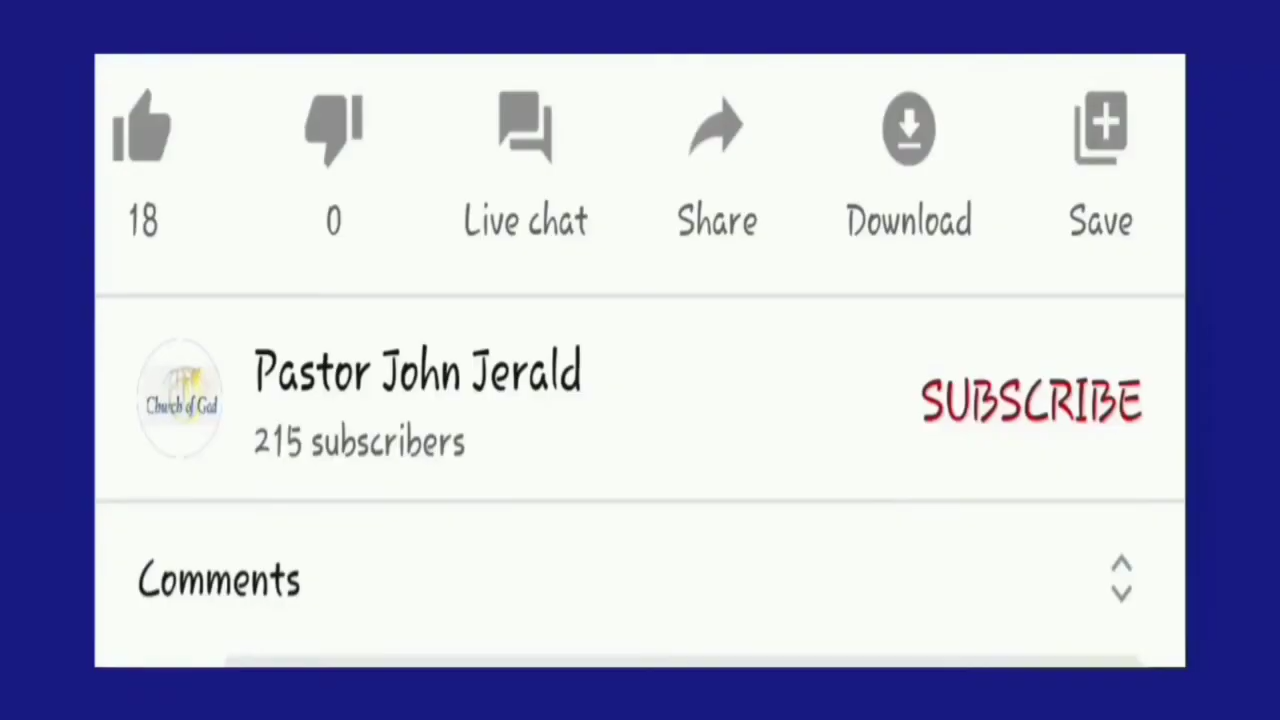 18
0
Live chat
Share
Download
Save
Church of God
Pastor John Jerald
215 subscribers
SUBSCRIBE
Comments